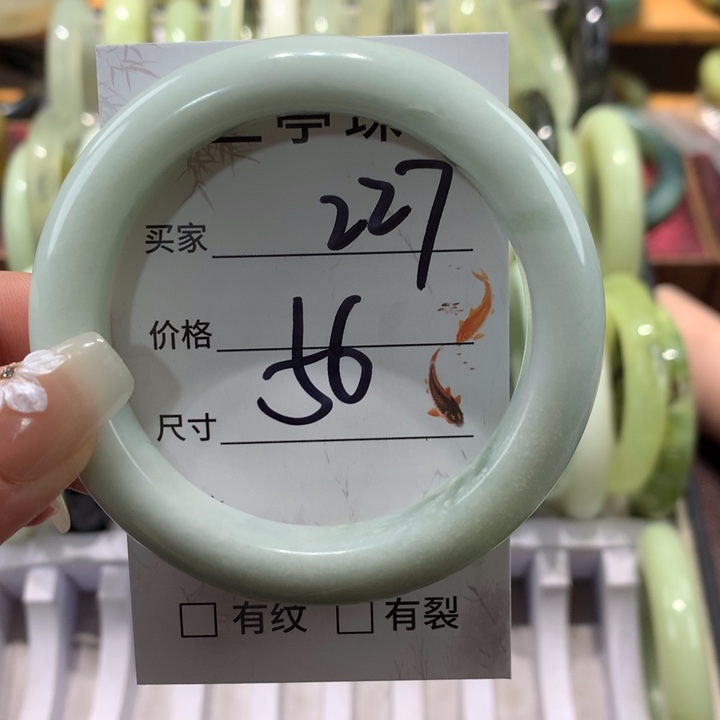 买家 227
价格
56
尺寸
有纹 有裂